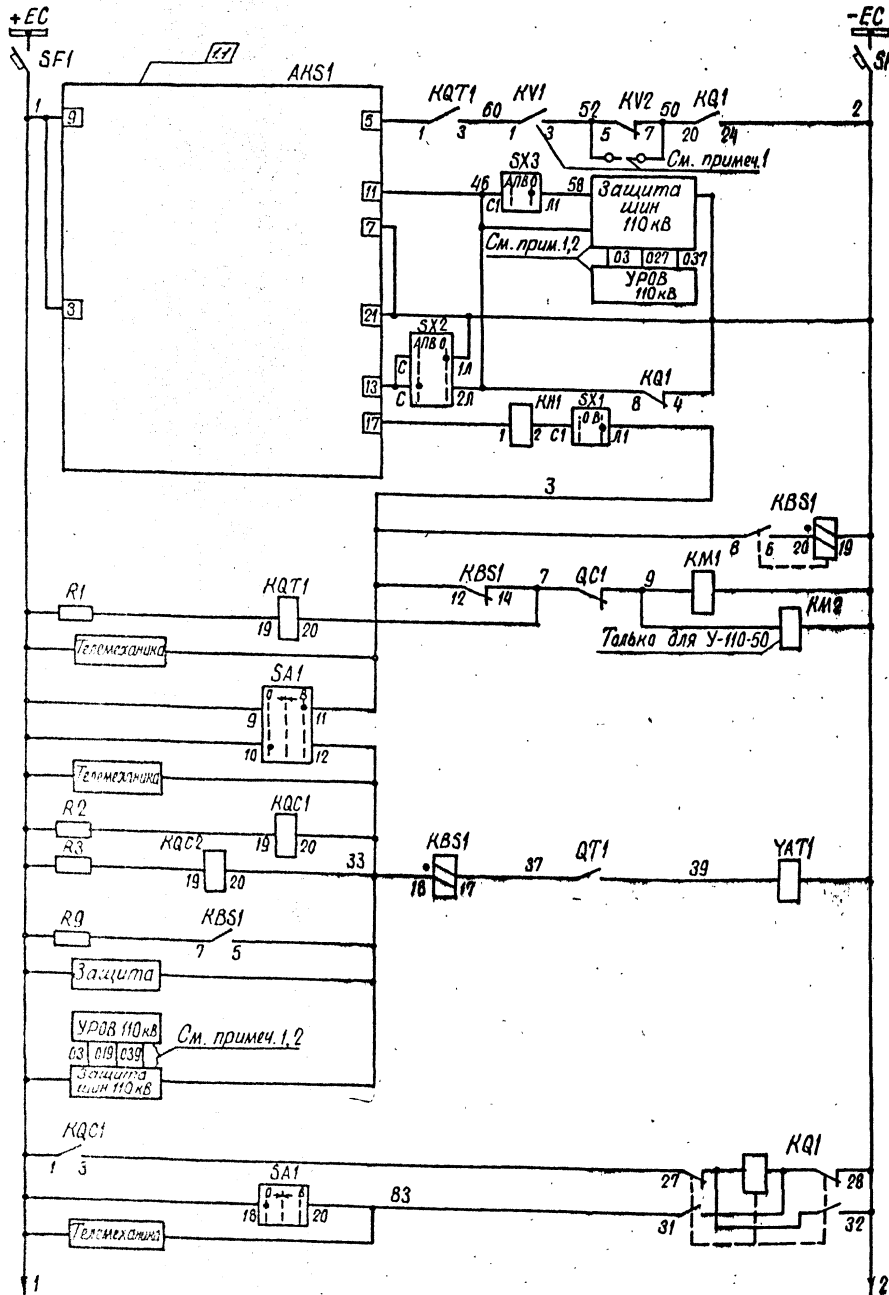 +EC
-EC
SF1
SF
1.1
AKS1
1
9
5
KQT1
60
KV1
52
KV2
50
KQ1
2
1
3
1
3
5
7
20
24
См. примеч.1
SX3
11
46
АПВ О
58
С1
Л1
Защита
шин
110 кВ
7
См. прим.1,2
03
027
037
УРОВ
110 кВ
3
21
SX2
АПВ О
С
1Л
13
С
2Л
KQ1
8
4
KH1
SX1
17
О В
1
2
С1
Л1
3
KBS1
8
6
20
19
KBS1
7
QC1
9
KM1
12
14
R1
KQT1
KM2
19
20
Только для У-110-50
Телемеханика
SA1
О
В
9
11
10
12
Телемеханика
R2
KQC1
19
20
R3
KQC2
33
KBS1
37
QT1
39
YAT1
19
20
18
17
R9
KBS1
7
5
Защита
УРОВ 110 кВ
См. примеч.1,2
03
019
039
Защита
шин 110 кВ
KQC1
KQ1
1
3
27
28
SA1
О
В
83
18
20
31
32
Телемеханика
1
2